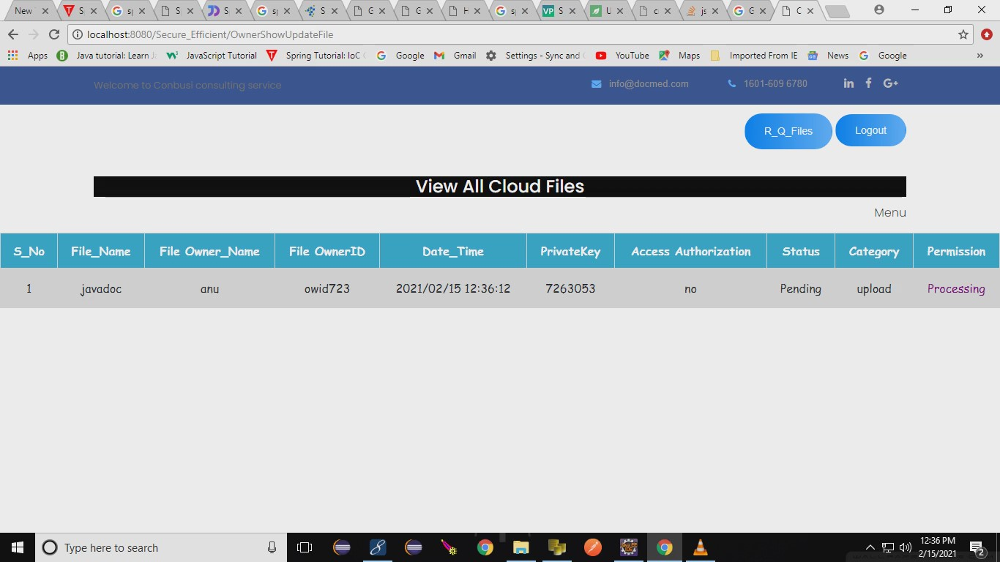 New
S
sp
S
S
sp
S
G
G
H
sp
VP S
U
c
js
G
C
localhost:8080/Secure_Efficient/OwnerShowUpdateFile
Apps Java tutorial: Learn Ja JavaScript Tutorial Spring Tutorial: IoC C Google Gmail Settings - Sync and YouTube Maps Imported From IE News Google »
Welcome to Conbusi consulting service info@docmed.com 1601-609 6780
R_Q_Files Logout
View All Cloud Files
Menu
S_No File_Name File Owner_Name File OwnerID Date_Time PrivateKey Access Authorization Status Category Permission
1 javadoc anu owid723 2021/02/15 12:36:12 7263053 no Pending upload Processing
Type here to search
12:36 PM
2/15/2021
2